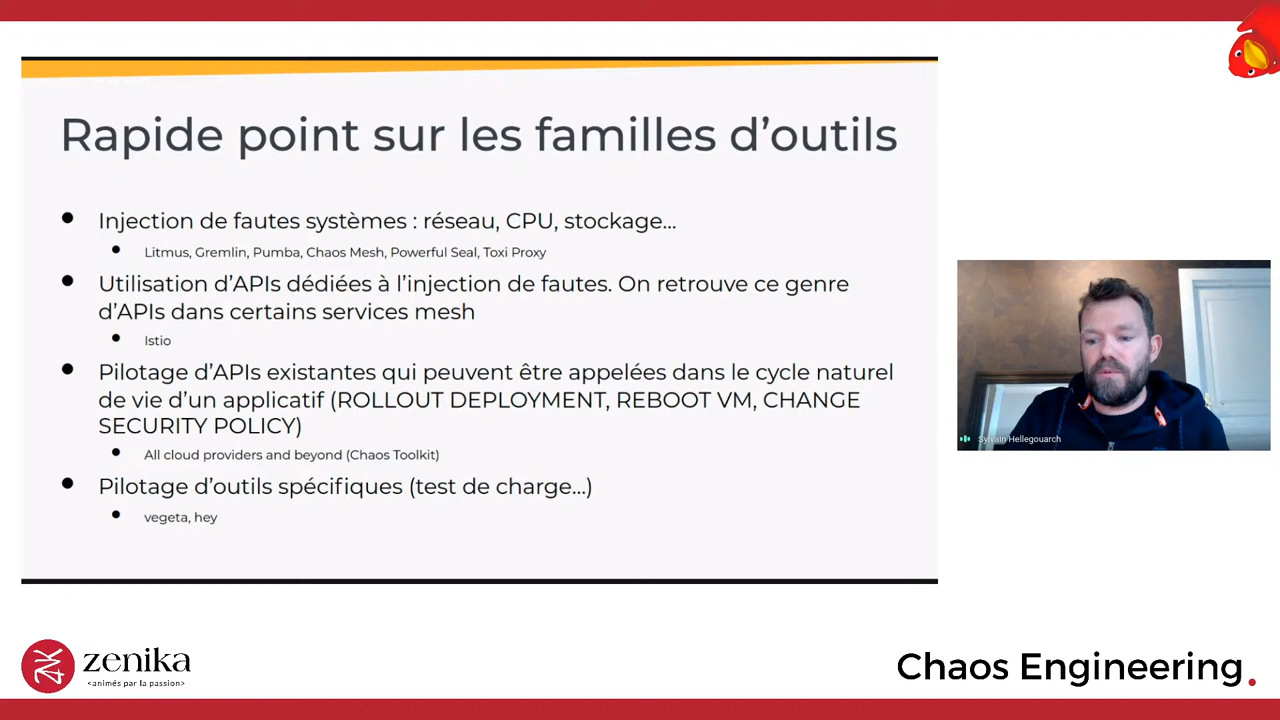 Rapide point sur les familles d’outils
Injection de fautes systèmes : réseau, CPU, stockage...
Litmus, Gremlin, Pumba, Chaos Mesh, Powerful Seal, Toxi Proxy
Utilisation d’APIs dédiées à l’injection de fautes. On retrouve ce genre
d’APIs dans certains services mesh
Istio
Pilotage d’APIs existantes qui peuvent être appelées dans le cycle naturel
de vie d’un applicatif (ROLLOUT DEPLOYMENT, REBOOT VM, CHANGE
SECURITY POLICY)
All cloud providers and beyond (Chaos Toolkit)
Pilotage d’outils spécifiques (test de charge...)
vegeta, hey
Sylvain Hellegouarch
zenika
<animés par la passion>
Chaos Engineering.